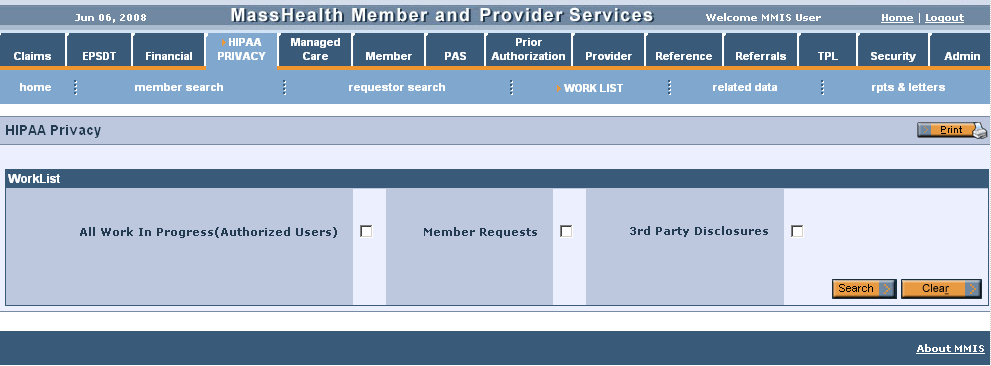 Jun 06, 2008 MassHealth Member and Provider Services Welcome MMIS User Home | Logout
Claims EPSDT Financial HIPAA PRIVACY Managed Care Member PAS Prior Authorization Provider Reference Referrals TPL Security Admin
home member search requestor search WORK LIST related data rpts & letters
HIPAA Privacy Print
WorkList
All Work In Progress(Authorized Users) Member Requests 3rd Party Disclosures
Search Clear
About MMIS